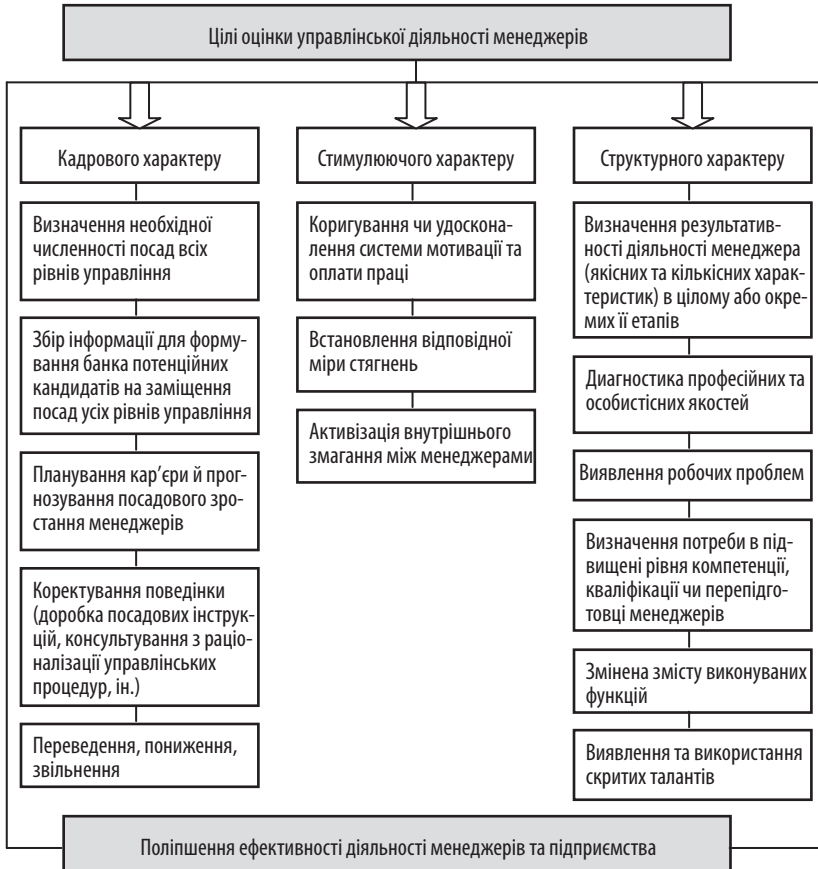 Цілі оцінки управлінської діяльності менеджерів
Кадрового характеру
Визначення необхідної
численності посад всіх
рівнів управління
Збір інформації для форму-
вання банка потенційних
кандидатів на заміщення
посад усіх рівнів управління
Планування кар’єри й прог-
нозування посадового зро-
стання менеджерів
Коректування поведінки
(доробка посадових інструк-
цій, консультування з раціо-
налізації управлінських
процедур, ін.)
Переведення, пониження,
звільнення
Стимулюючого характеру
Коригування чи удоскона-
лення системи мотивації та
оплати праці
Встановлення відповідної
міри стягнень
Активізація внутрішнього
змагання між менеджерами
Структурного характеру
Визначення результатив-
ності діяльності менеджера
(якісних та кількісних харак-
теристик) в цілому або окре-
мих її етапів
Диагностика професійних та
особистісних якостей
Виявлення робочих проблем
Визначення потреби в під-
вищені рівня компетенції,
кваліфікації чи перепідго-
товці менеджерів
Змінена змісту виконуваних
функцій
Виявлення та використання
скритих талантів
Поліпшення ефективності діяльності менеджерів та підприємства